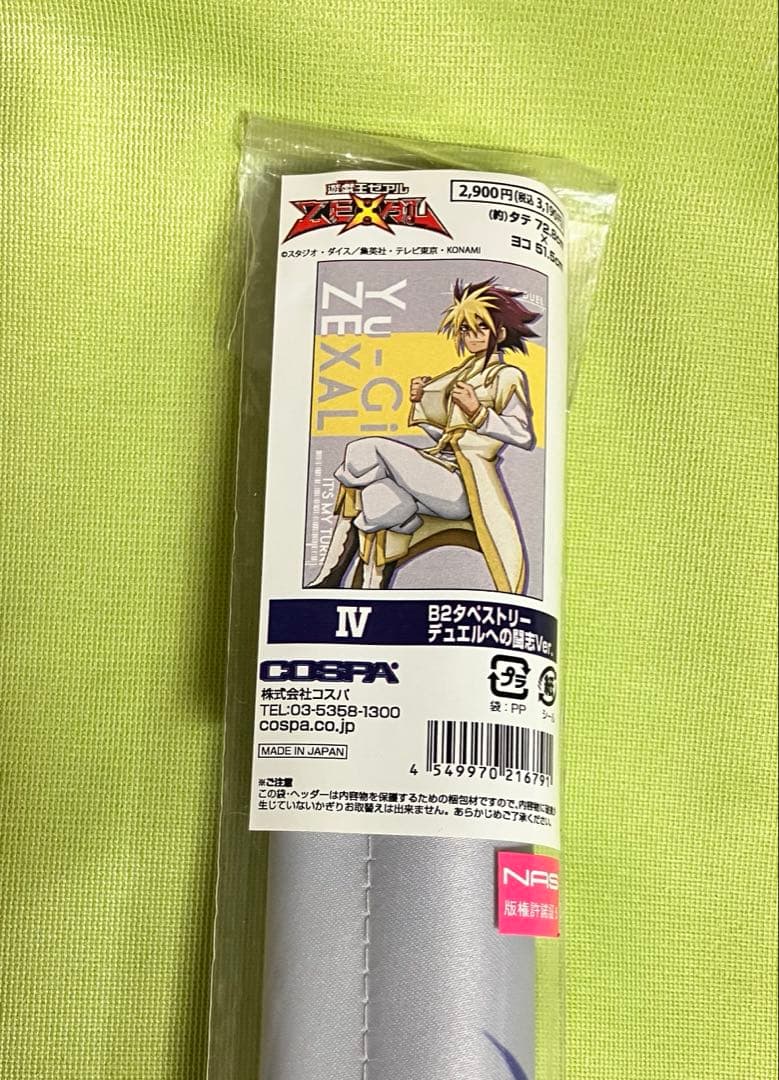 遊戯王ゼアル
ZEXAL
©スタジオ・ダイス/集英社・テレビ東京・KONAMI
2,900円(税込 3,190円)
(約)タテ 72.8cm
×
ヨコ 51.5cm
Yu-Gi
ZEXAL
DUEL
IT'S MY TURN
Ⅳ
B2タペストリー
デュエルへの闘志Ver.
COSPA
株式会社コスパ
TEL:03-5358-1300
cospa.co.jp
プラ
袋:PP
紙
シール
MADE IN JAPAN
4 549970 216791
※ご注意
この袋・ヘッダーは内容物を保護するための梱包材ですので、内容物に
生じていないかぎりお取替えは出来ません。あらかじめご了承ください。
NAS
版権許諾証